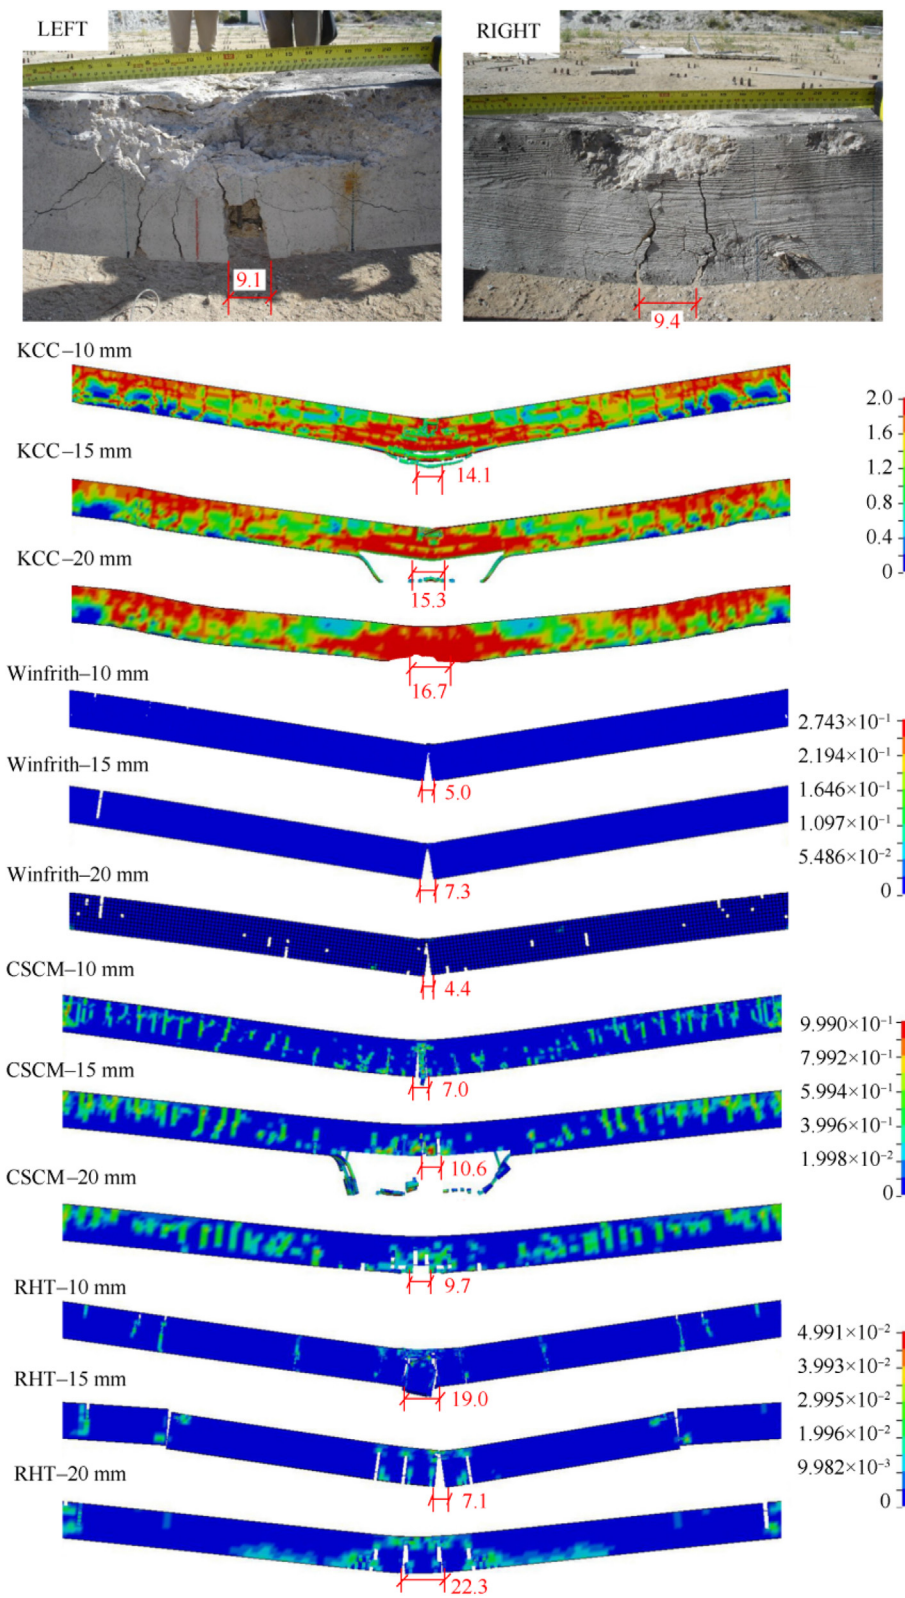 LEFT
RIGHT
9.1
9.4
KCC–10 mm
2.0
1.6
1.2
0.8
0.4
0
14.1
KCC–15 mm
15.3
KCC–20 mm
16.7
Winfrith–10 mm
2.743×10⁻¹
2.194×10⁻¹
1.646×10⁻¹
1.097×10⁻¹
5.486×10⁻²
0
5.0
Winfrith–15 mm
7.3
Winfrith–20 mm
4.4
CSCM–10 mm
9.990×10⁻¹
7.992×10⁻¹
5.994×10⁻¹
3.996×10⁻¹
1.998×10⁻²
0
7.0
CSCM–15 mm
10.6
CSCM–20 mm
9.7
RHT–10 mm
4.991×10⁻²
3.993×10⁻²
2.995×10⁻²
1.996×10⁻²
9.982×10⁻³
0
19.0
RHT–15 mm
7.1
RHT–20 mm
22.3